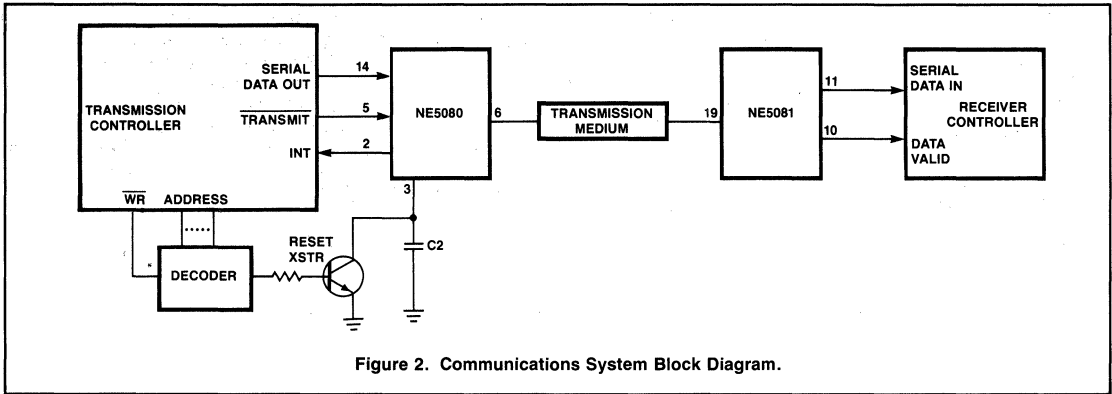 TRANSMISSION
CONTROLLER
SERIAL
DATA OUT
14
TRANSMIT
5
INT
2
WR
ADDRESS
.....
DECODER
RESET
XSTR
NE5080
3
C2
6
TRANSMISSION
MEDIUM
19
NE5081
11
10
SERIAL
DATA IN
RECEIVER
CONTROLLER
DATA
VALID
Figure 2. Communications System Block Diagram.